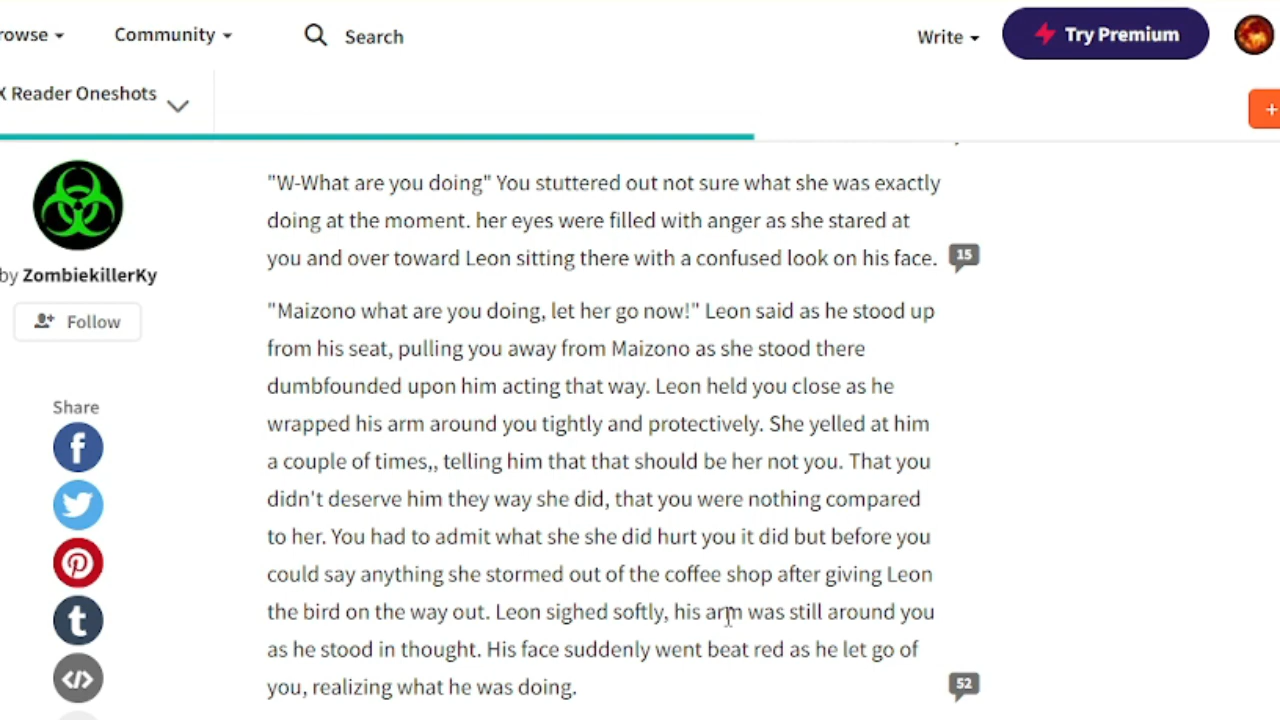 rowse
Community
Search
Write
Try Premium
X Reader Oneshots
+
"W-What are you doing" You stuttered out not sure what she was exactly
doing at the moment. her eyes were filled with anger as she stared at
you and over toward Leon sitting there with a confused look on his face.
15
by ZombiekillerKy
Follow
"Maizono what are you doing, let her go now!" Leon said as he stood up
from his seat, pulling you away from Maizono as she stood there
dumbfounded upon him acting that way. Leon held you close as he
wrapped his arm around you tightly and protectively. She yelled at him
a couple of times,, telling him that that should be her not you. That you
didn't deserve him they way she did, that you were nothing compared
to her. You had to admit what she she did hurt you it did but before you
could say anything she stormed out of the coffee shop after giving Leon
the bird on the way out. Leon sighed softly, his arm was still around you
as he stood in thought. His face suddenly went beat red as he let go of
you, realizing what he was doing.
52
Share
f
t
</>